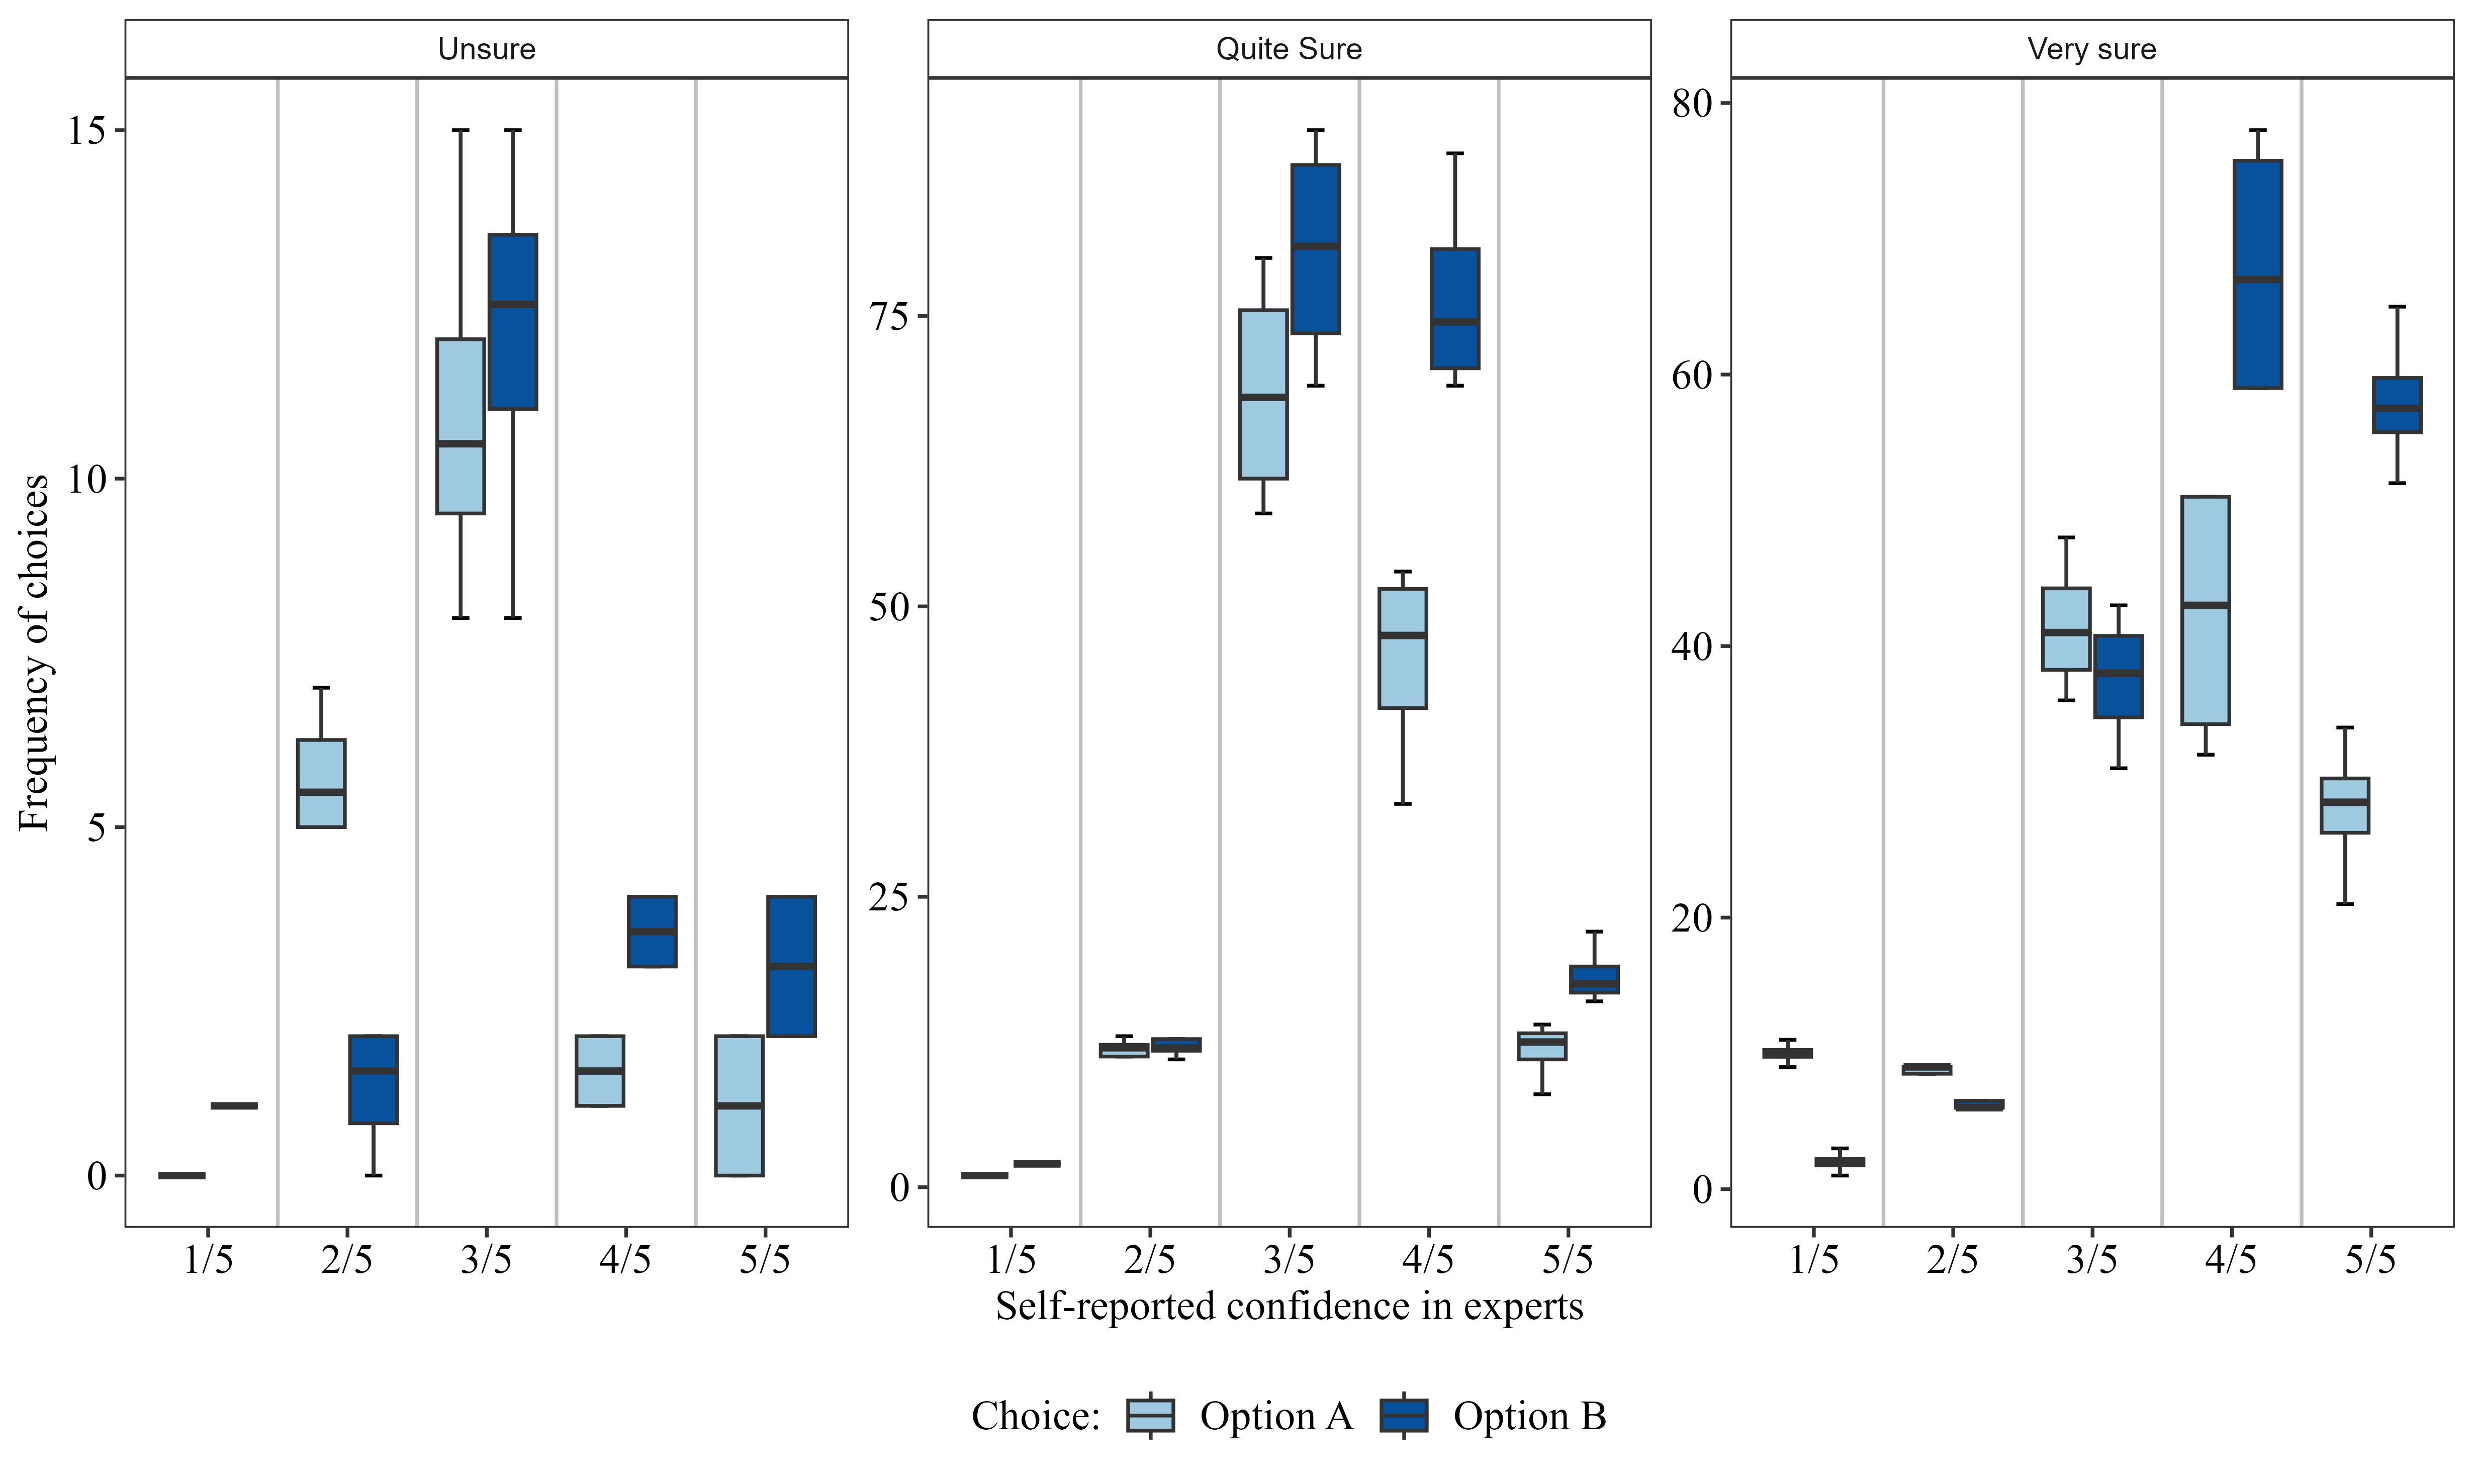 Unsure
Quite Sure
Very sure
Frequency of choices
15
10
5
0
75
50
25
0
80
60
40
20
0
1/5 2/5 3/5 4/5 5/5
1/5 2/5 3/5 4/5 5/5
1/5 2/5 3/5 4/5 5/5
Self-reported confidence in experts
Choice: Option A Option B